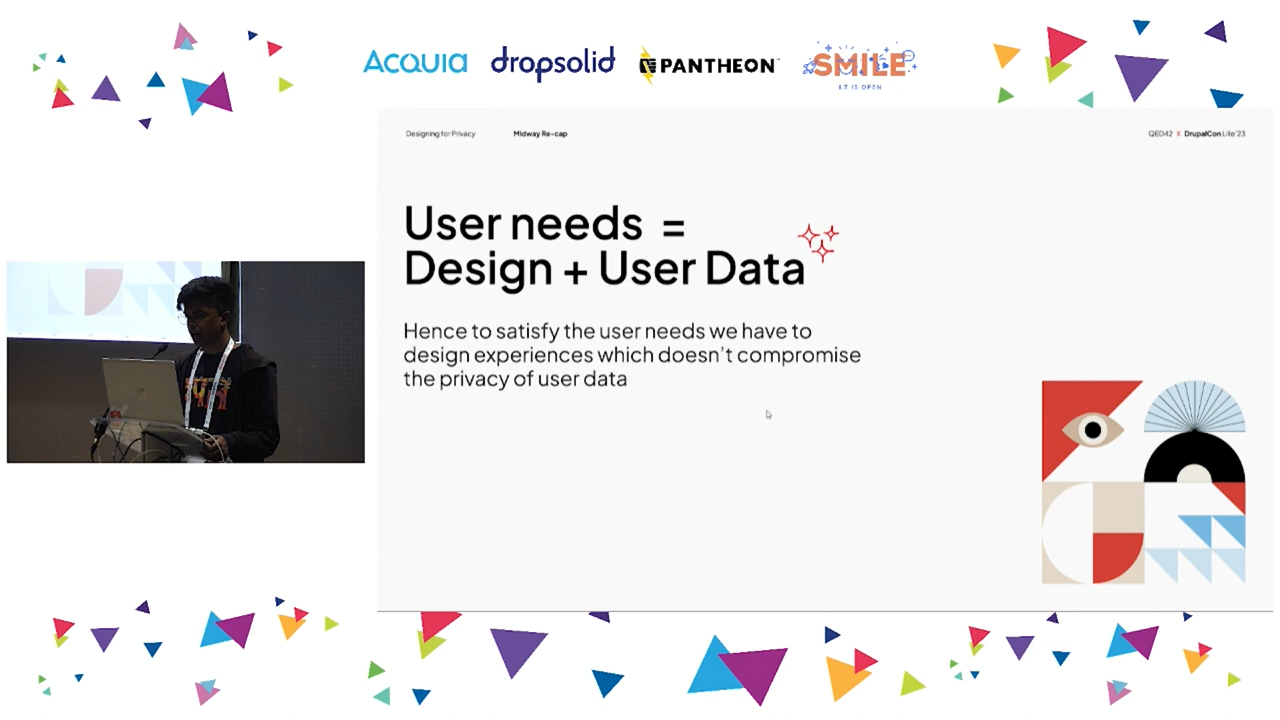 ACQUIA
dropsolid
PANTHEON
SMILE
I.T IS OPEN
Designing for Privacy
Midway Re-cap
QED42 X DrupalCon Lille'23
User needs =
Design + User Data
Hence to satisfy the user needs we have to
design experiences which doesn't compromise
the privacy of user data